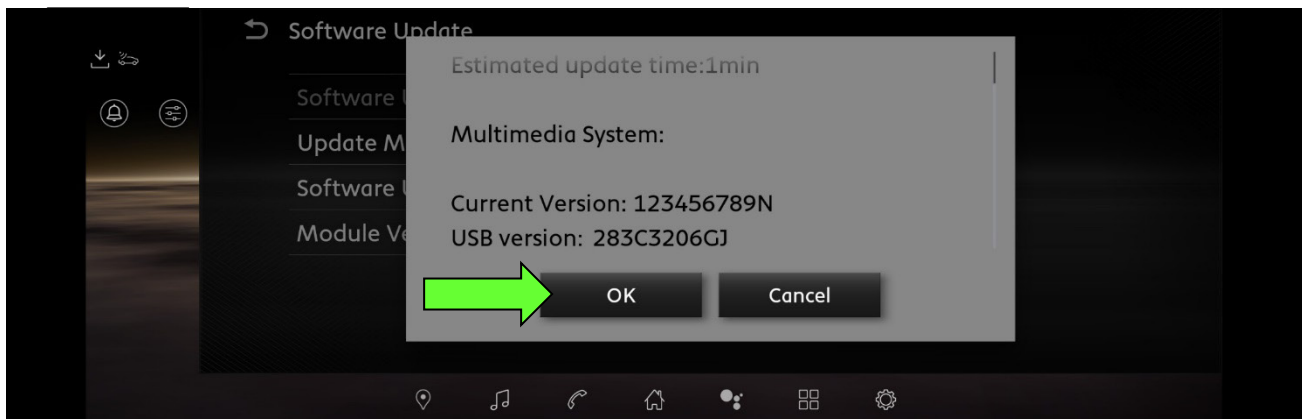 Software Update
Estimated update time:1min
Software U
Update M
Multimedia System:
Software U
Current Version: 123456789N
Module Ve
USB version: 283C3206GJ
OK
Cancel